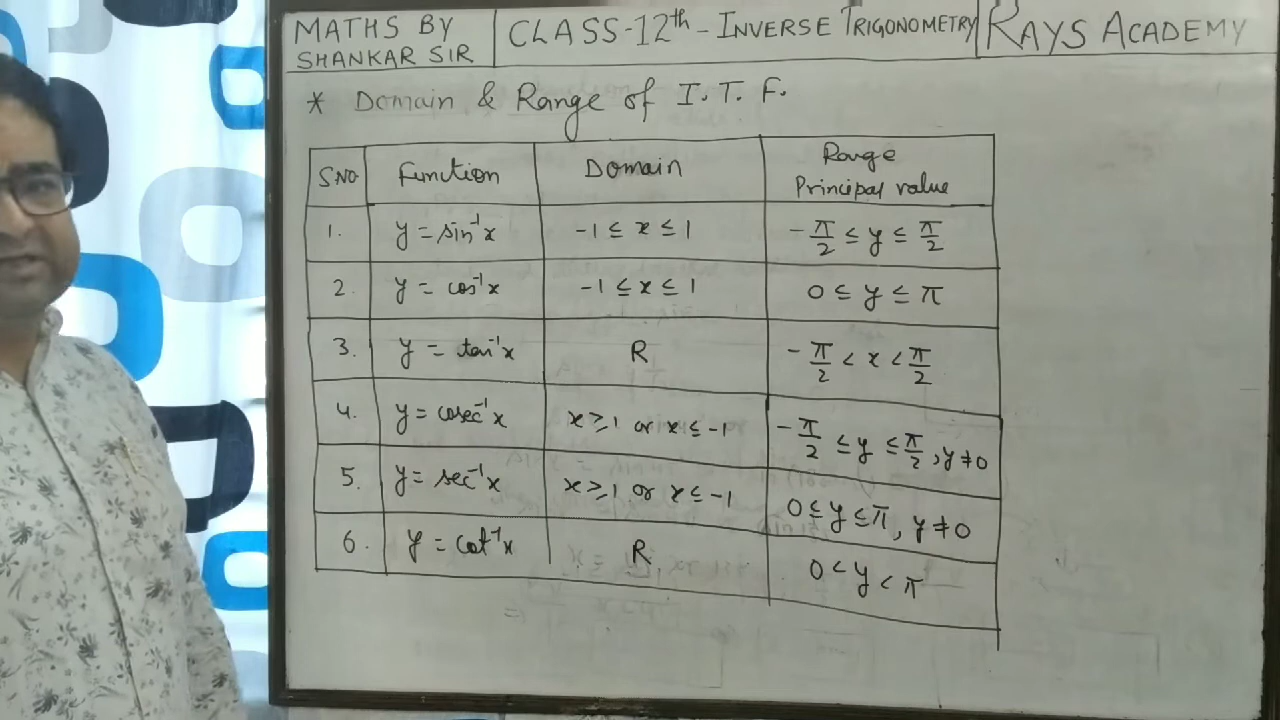 MATHS BY
SHANKAR SIR
CLASS-12th - INVERSE TRIGONOMETRY
RAYS ACADEMY
* Domain & Range of I. T. F.
S.NO Function Domain Range Principal value
1. y = sin⁻¹x -1 ≤ x ≤ 1 -π/2 ≤ y ≤ π/2
2. y = cos⁻¹x -1 ≤ x ≤ 1 0 ≤ y ≤ π
3. y = tan⁻¹x R -π/2 < x < π/2
4. y = cosec⁻¹x x ≥ 1 or x ≤ -1 -π/2 ≤ y ≤ π/2, y ≠ 0
5. y = sec⁻¹x x ≥ 1 or x ≤ -1 0 ≤ y ≤ π, y ≠ 0
6. y = cot⁻¹x R 0 < y < π